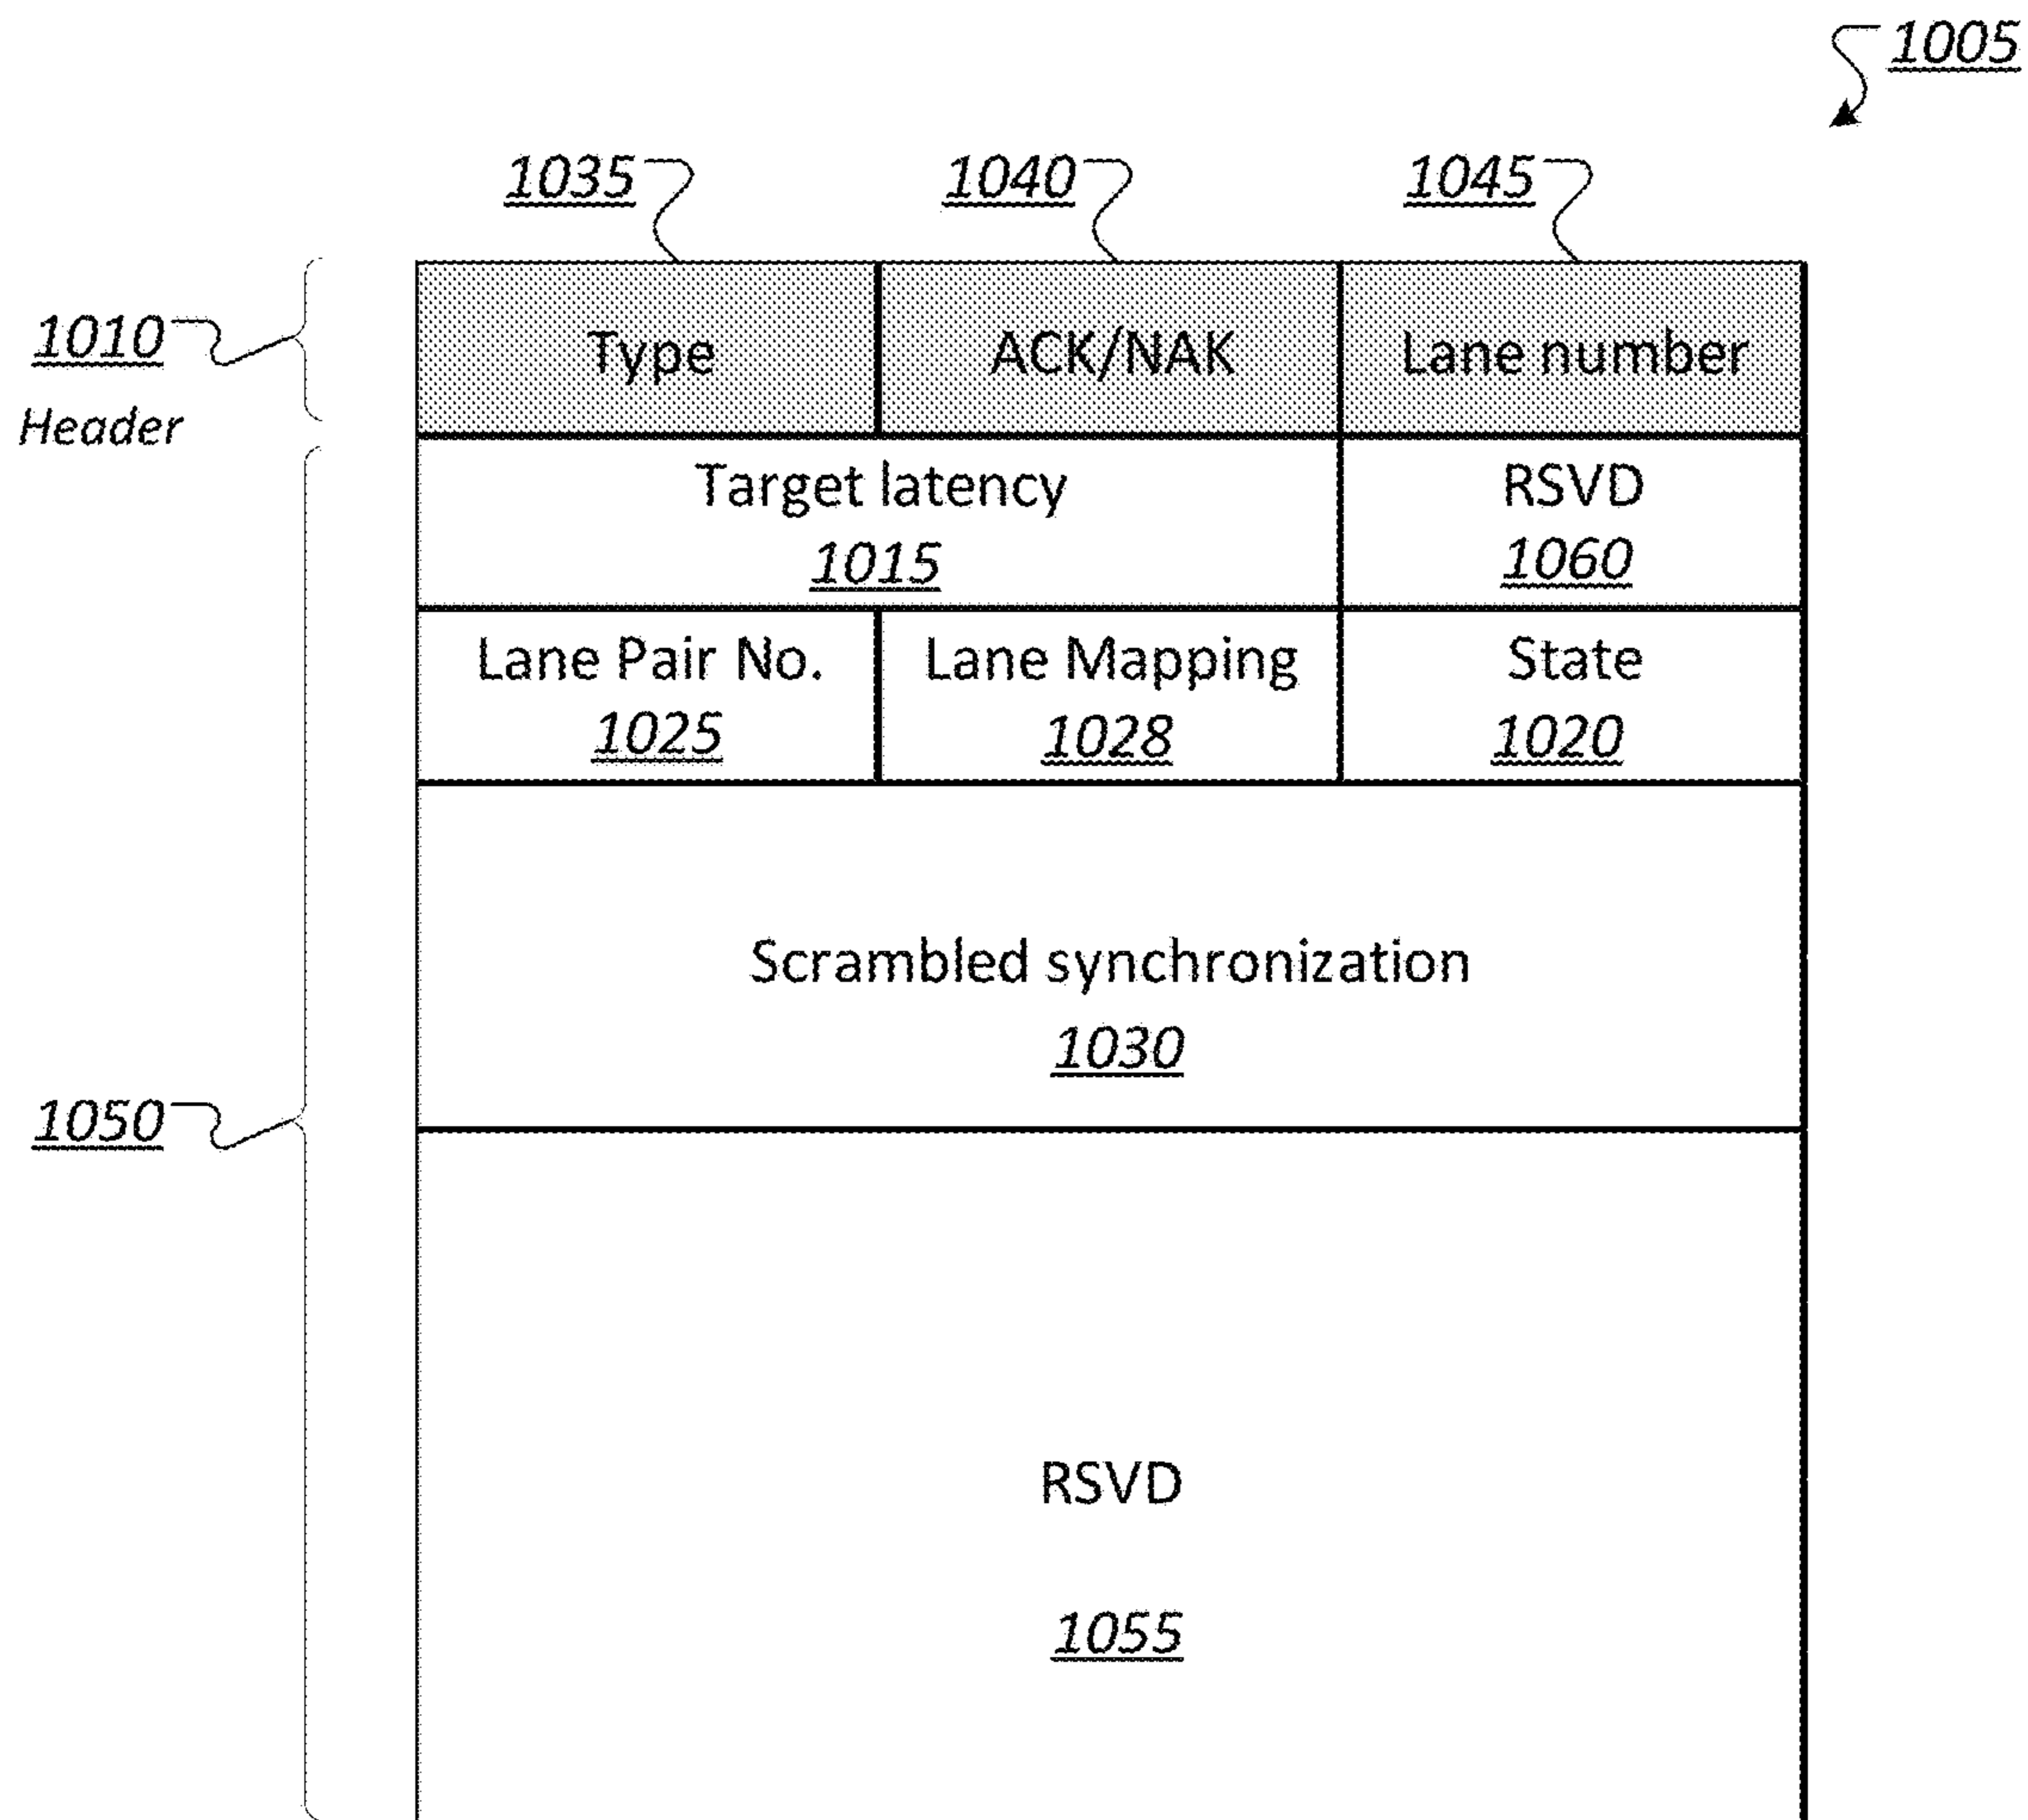 1005
1035 1040 1045
1010 Type ACK/NAK Lane number
Header
Target latency RSVD
1015 1060
Lane Pair No. Lane Mapping State
1025 1028 1020
Scrambled synchronization
1030
1050
RSVD
1055